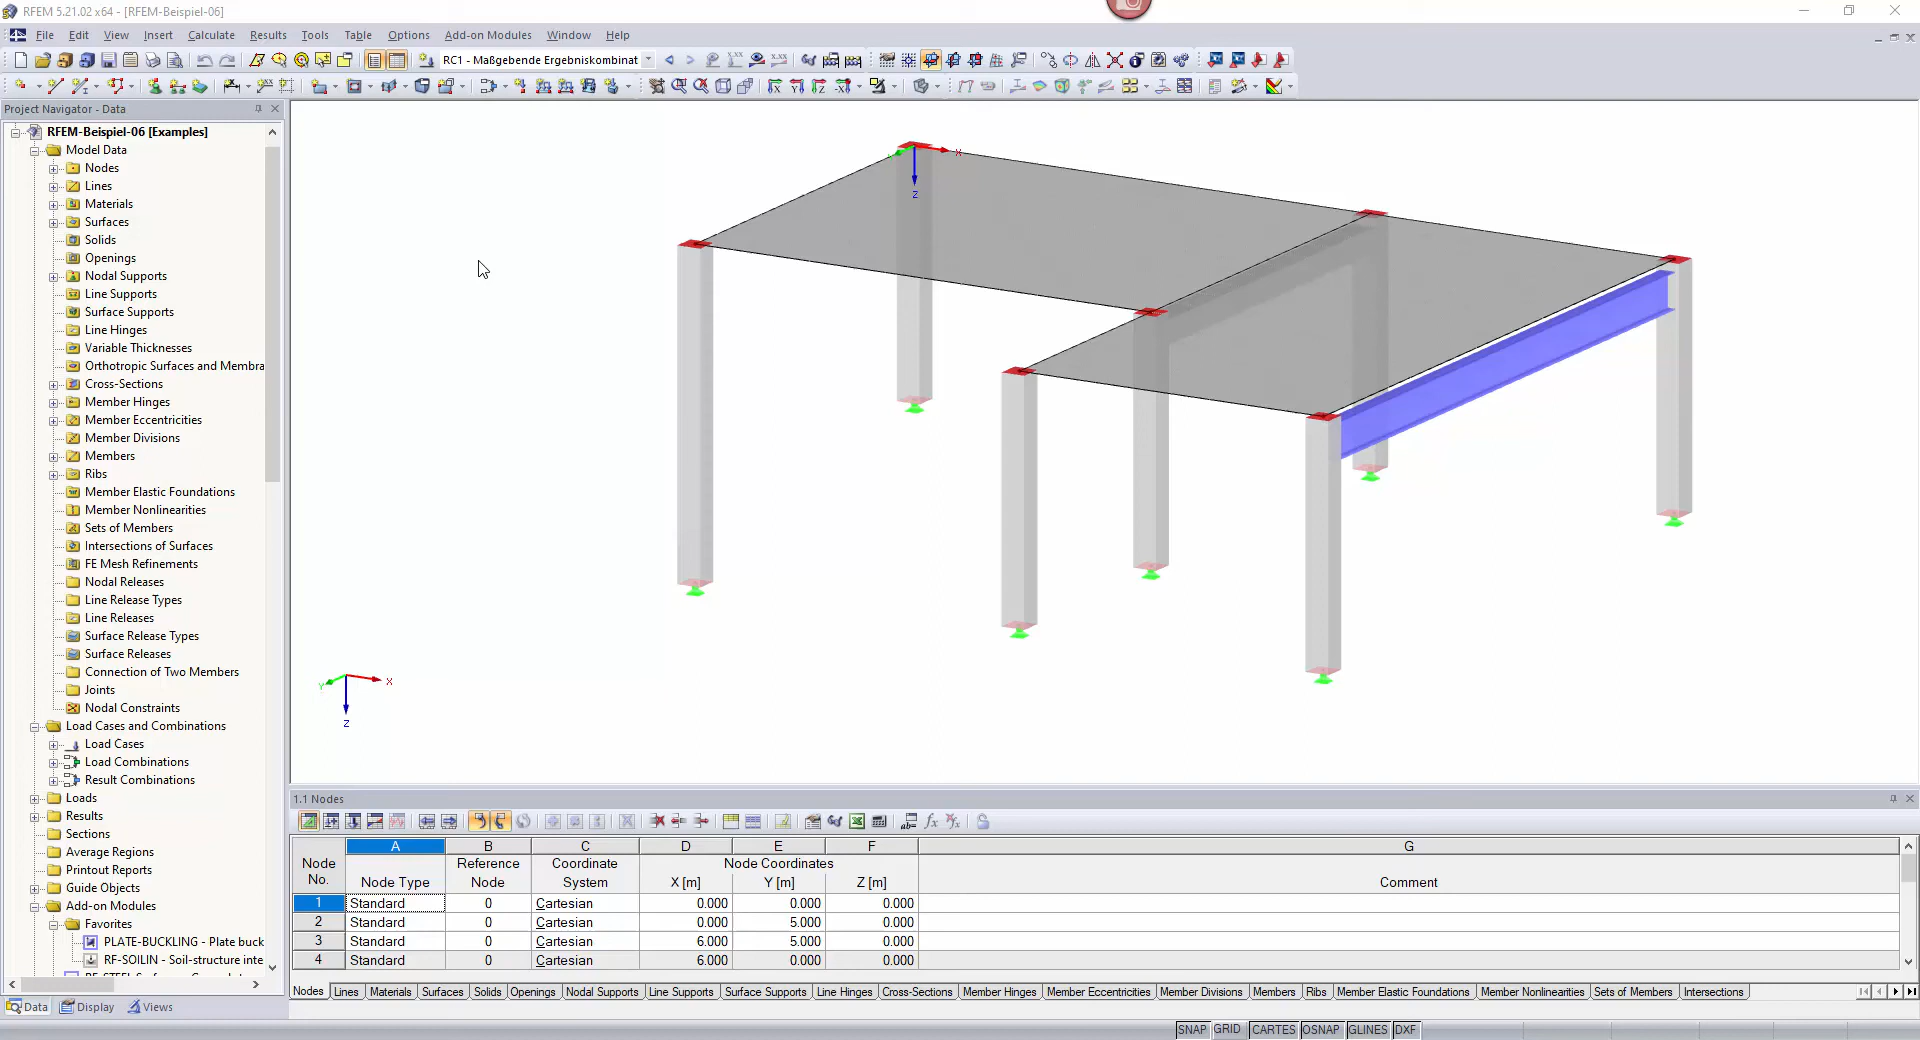 RFEM 5.21.02 x64 - [RFEM-Beispiel-06]
File Edit View Insert Calculate Results Tools Table Options Add-on Modules Window Help
RC1 - Maßgebende Ergebniskombinat
Project Navigator - Data
RFEM-Beispiel-06 [Examples]
Model Data
Nodes
Lines
Materials
Surfaces
Solids
Openings
Nodal Supports
Line Supports
Surface Supports
Line Hinges
Variable Thicknesses
Orthotropic Surfaces and Membra
Cross-Sections
Member Hinges
Member Eccentricities
Member Divisions
Members
Ribs
Member Elastic Foundations
Member Nonlinearities
Sets of Members
Intersections of Surfaces
FE Mesh Refinements
Nodal Releases
Line Release Types
Line Releases
Surface Release Types
Surface Releases
Connection of Two Members
Joints
Nodal Constraints
Load Cases and Combinations
Load Cases
Load Combinations
Result Combinations
Loads
Results
Sections
Average Regions
Printout Reports
Guide Objects
Add-on Modules
Favorites
PLATE-BUCKLING - Plate buck
RF-SOILIN - Soil-structure inte
Data Display Views
X
Z
Y X
Z
1.1 Nodes
A B C D E F G
Node Reference Coordinate Node Coordinates
No. Node Type Node System X [m] Y [m] Z [m] Comment
1 Standard 0 Cartesian 0.000 0.000 0.000
2 Standard 0 Cartesian 0.000 5.000 0.000
3 Standard 0 Cartesian 6.000 5.000 0.000
4 Standard 0 Cartesian 6.000 0.000 0.000
Nodes Lines Materials Surfaces Solids Openings Nodal Supports Line Supports Surface Supports Line Hinges Cross-Sections Member Hinges Member Eccentricities Member Divisions Members Ribs Member Elastic Foundations Member Nonlinearities Sets of Members Intersections
SNAP GRID CARTES OSNAP GLINES DXF